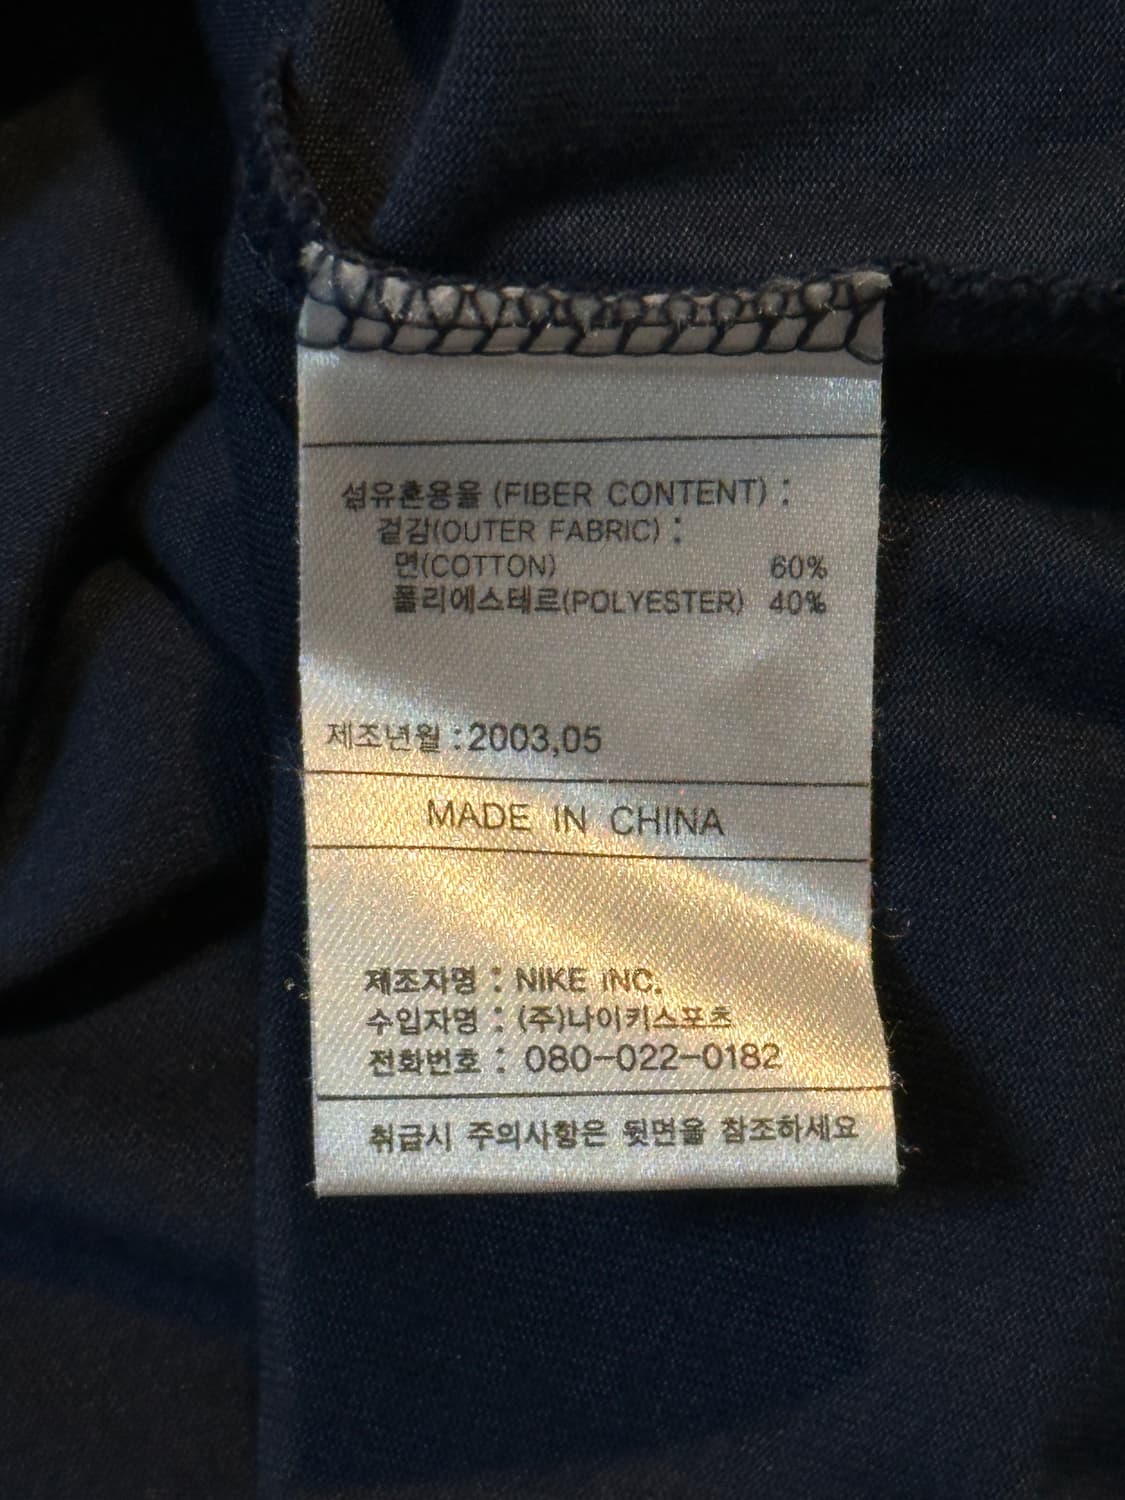 섬유혼용율 (FIBER CONTENT) :
겉감(OUTER FABRIC) :
면(COTTON) 60%
폴리에스테르(POLYESTER) 40%
제조년월 : 2003,05
MADE IN CHINA
제조자명 : NIKE INC.
수입자명 : (주)나이키스포츠
전화번호 : 080-022-0182
취급시 주의사항은 뒷면을 참조하세요